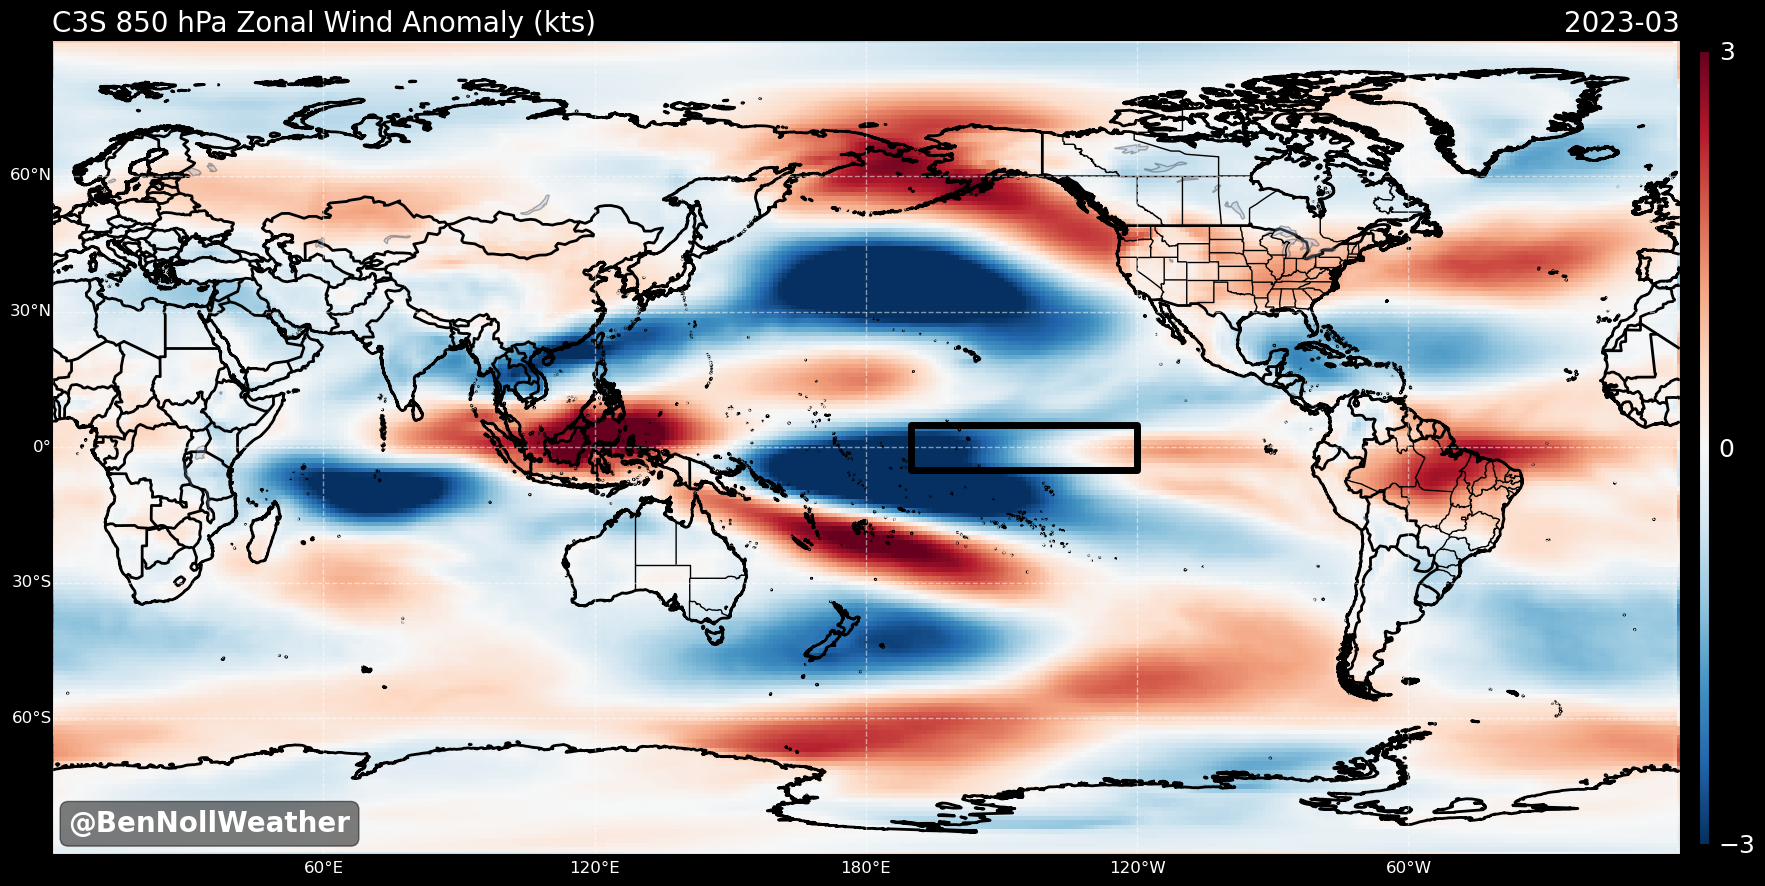 C3S 850 hPa Zonal Wind Anomaly (kts)
2023-03
3
60°N
30°N
0°
0
30°S
60°S
@BenNollWeather
−3
60°E
120°E
180°E
120°W
60°W